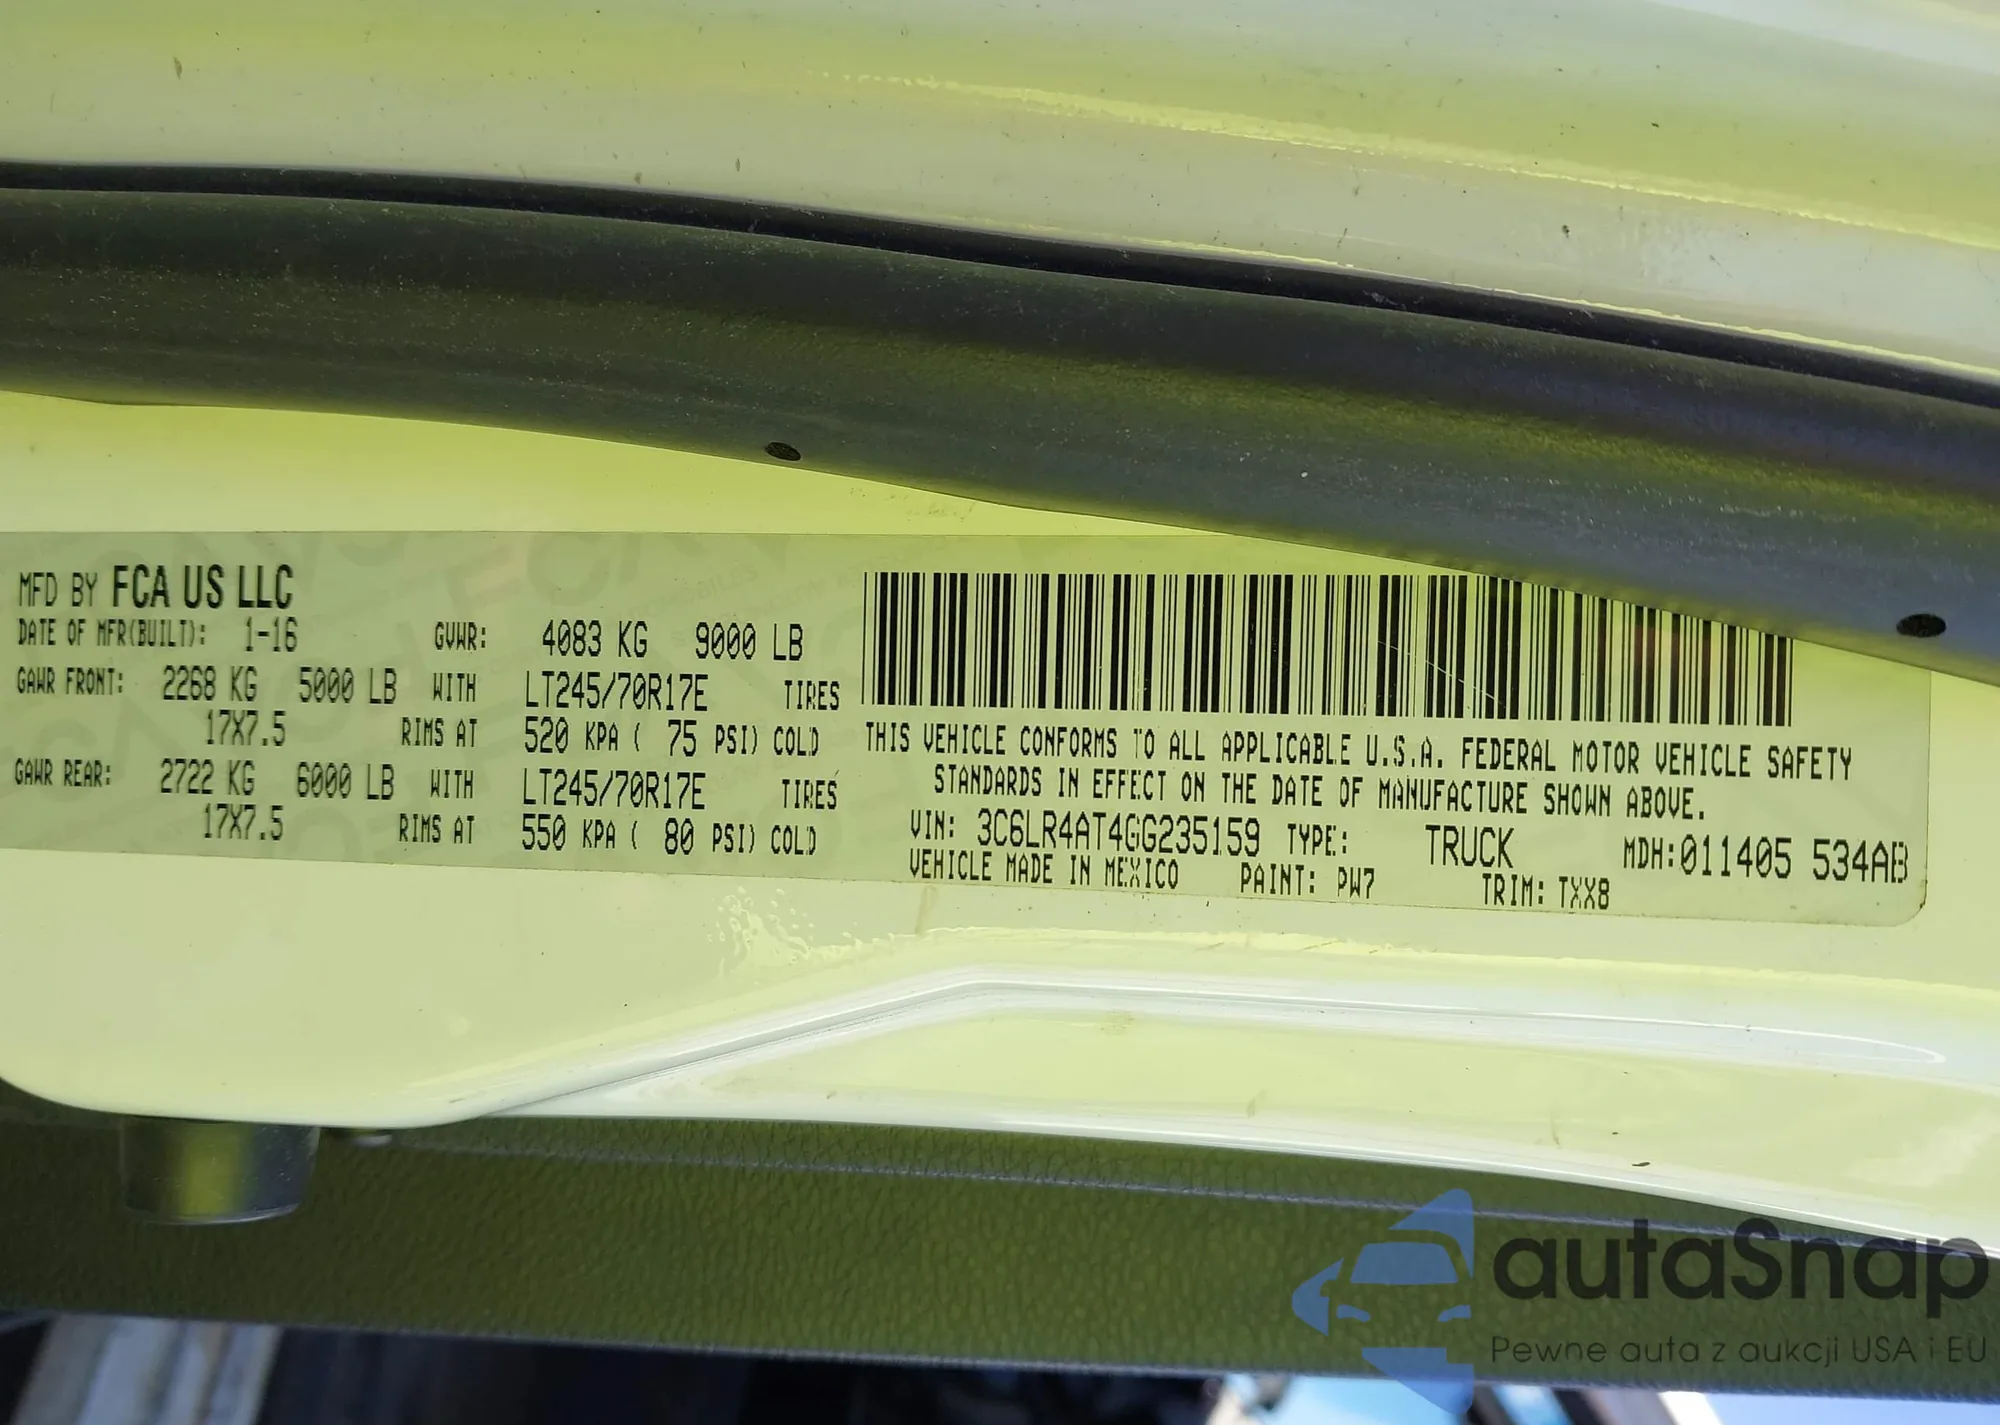 MFD BY FCA US LLC
DATE OF MFR(BUILT): 1-16 GVWR: 4083 KG 9000 LB
GAWR FRONT: 2268 KG 5000 LB WITH LT245/70R17E TIRES
17X7.5 RIMS AT 520 KPA ( 75 PSI) COLD
GAWR REAR: 2722 KG 6000 LB WITH LT245/70R17E TIRES
17X7.5 RIMS AT 550 KPA ( 80 PSI) COLD
THIS VEHICLE CONFORMS TO ALL APPLICABLE U.S.A. FEDERAL MOTOR VEHICLE SAFETY
STANDARDS IN EFFECT ON THE DATE OF MANUFACTURE SHOWN ABOVE.
VIN: 3C6LR4AT4GG235159 TYPE: TRUCK MDH:011405 534AB
VEHICLE MADE IN MEXICO PAINT: PW7 TRIM: TXX8
autaSnap
Pewne auta z aukcji USA i EU